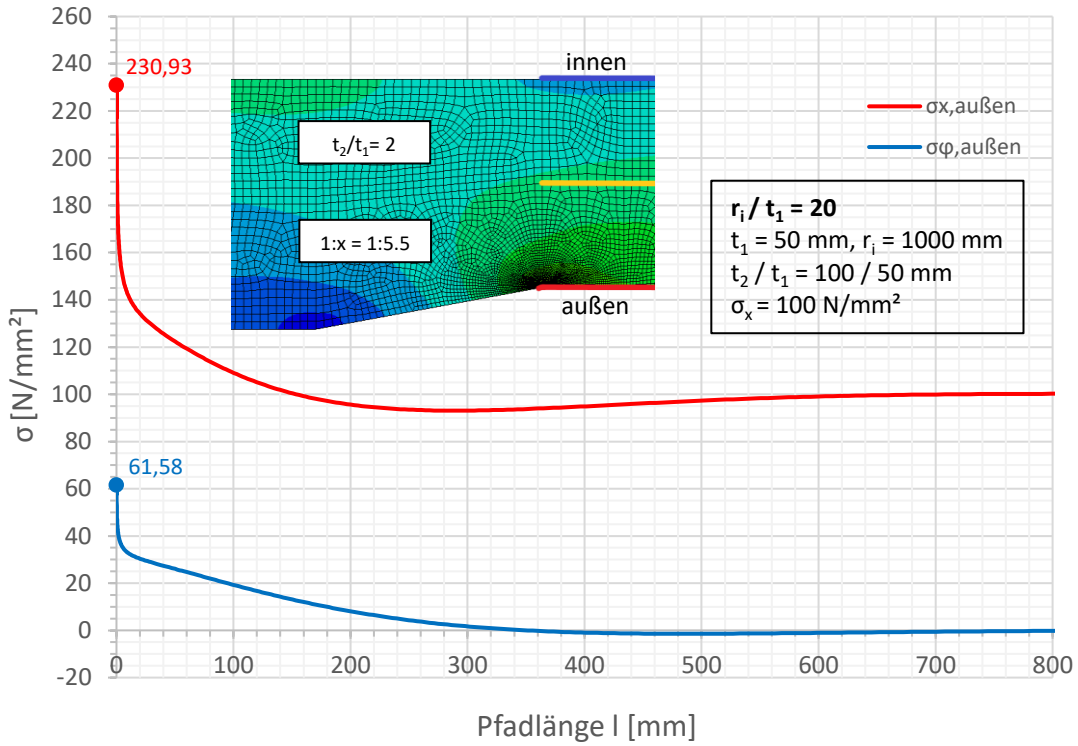 260
240
220
200
180
160
140
120
100
80
60
40
20
0
-20
σ [N/mm²]
230,93
61,58
innen
t₂/t₁= 2
1:x = 1:5.5
außen
σx,außen
σφ,außen
rᵢ / t₁ = 20
t₁ = 50 mm, rᵢ = 1000 mm
t₂ / t₁ = 100 / 50 mm
σₓ = 100 N/mm²
0 100 200 300 400 500 600 700 800
Pfadlänge l [mm]